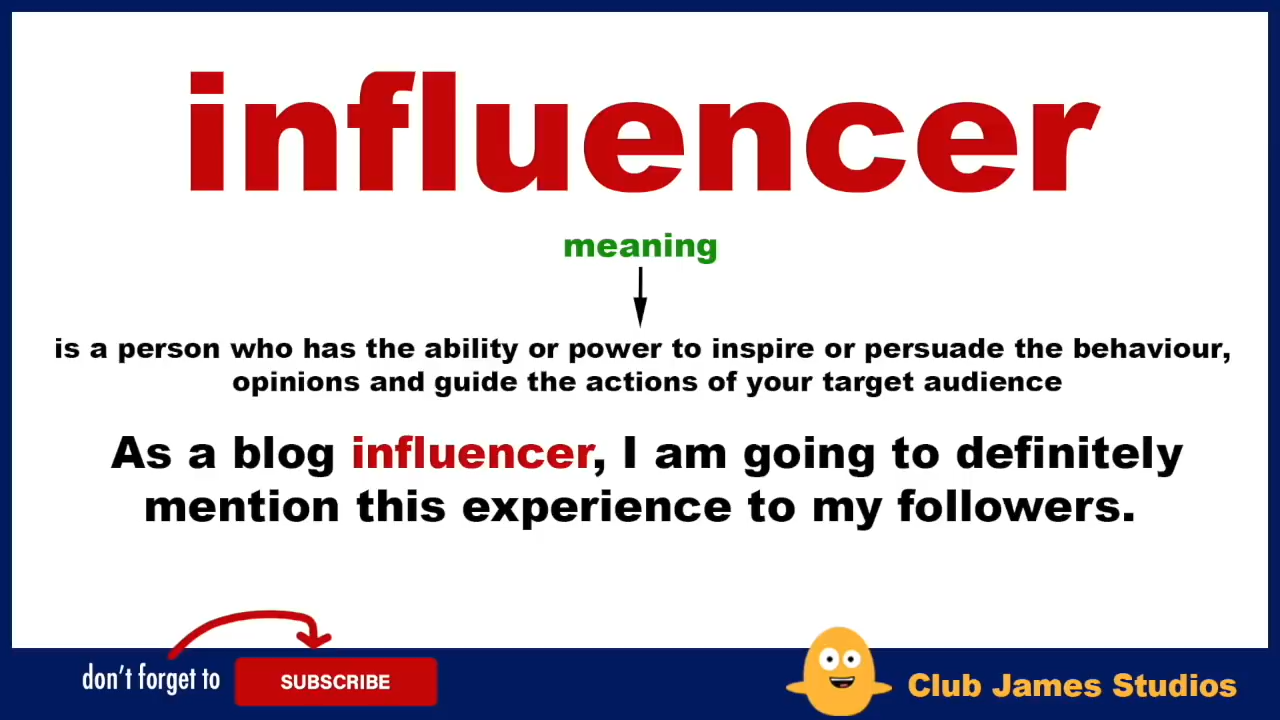 influencer
meaning
is a person who has the ability or power to inspire or persuade the behaviour,
opinions and guide the actions of your target audience
As a blog influencer, I am going to definitely
mention this experience to my followers.
don't forget to SUBSCRIBE
Club James Studios